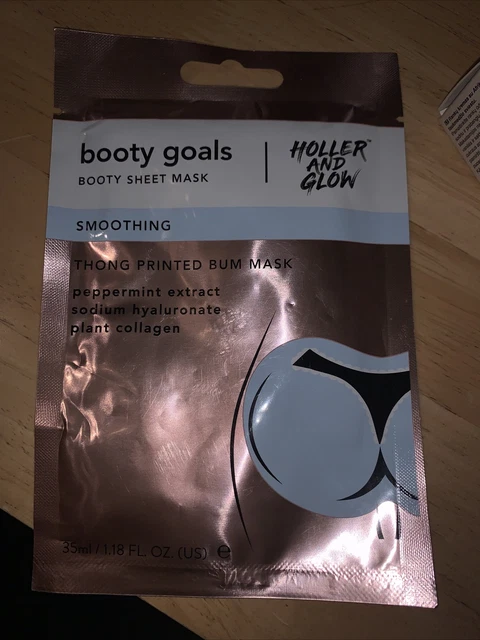 booty goals
BOOTY SHEET MASK
HOLLER
AND
GLOW
SMOOTHING
THONG PRINTED BUM MASK
peppermint extract
sodium hyaluronate
plant collagen
35ml / 1.18 FL. OZ. (US) ℮